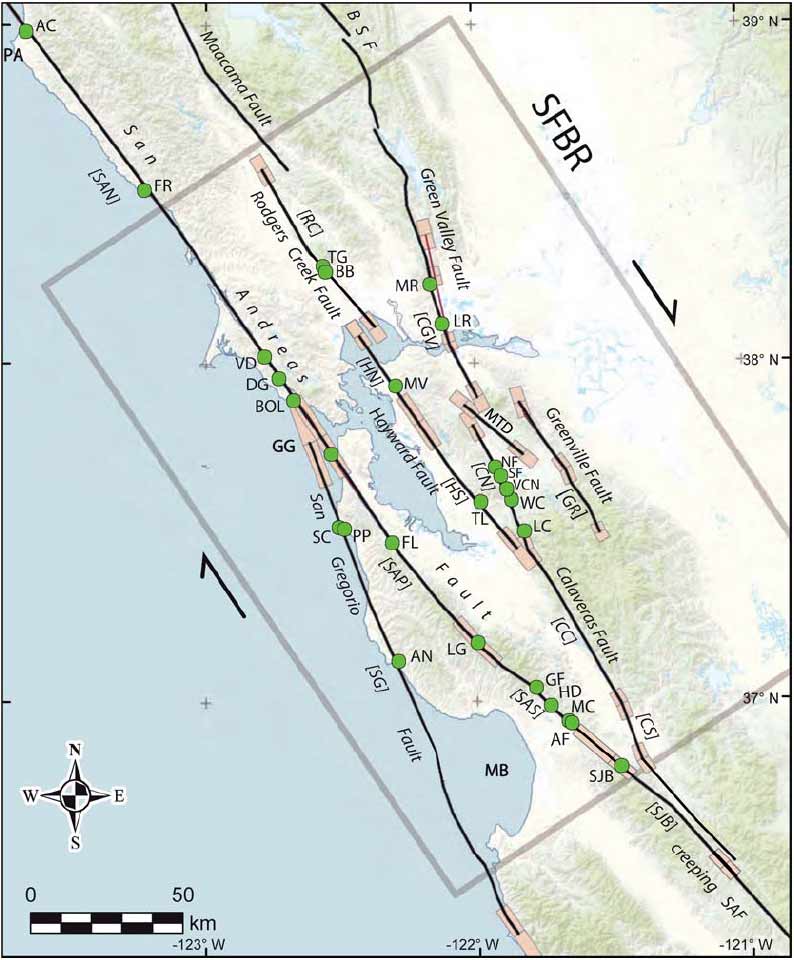 AC
PA
39° N
BSF
Maacama Fault
SFBR
San
[SAN]
FR
Green Valley Fault
[RC]
Rodgers Creek Fault
TG
BB
MR
LR
[CGV]
Andreas
VD
DG
BOL
38° N
[HN]
MV
MTD
GG
Hayward Fault
Greenville Fault
NF
SF
[CN]
VCN
WC
[HS]
TL
[GR]
LC
San
SC
PP
FL
[SAP]
Gregorio
Fault
Calaveras Fault
[CC]
LG
AN
[SG]
GF
HD
[SAS]
MC
AF
37° N
[CS]
Fault
MB
SJB
[SJB]
creeping SAF
N
W
E
S
0 50
km
-123° W
-122° W
-121° W